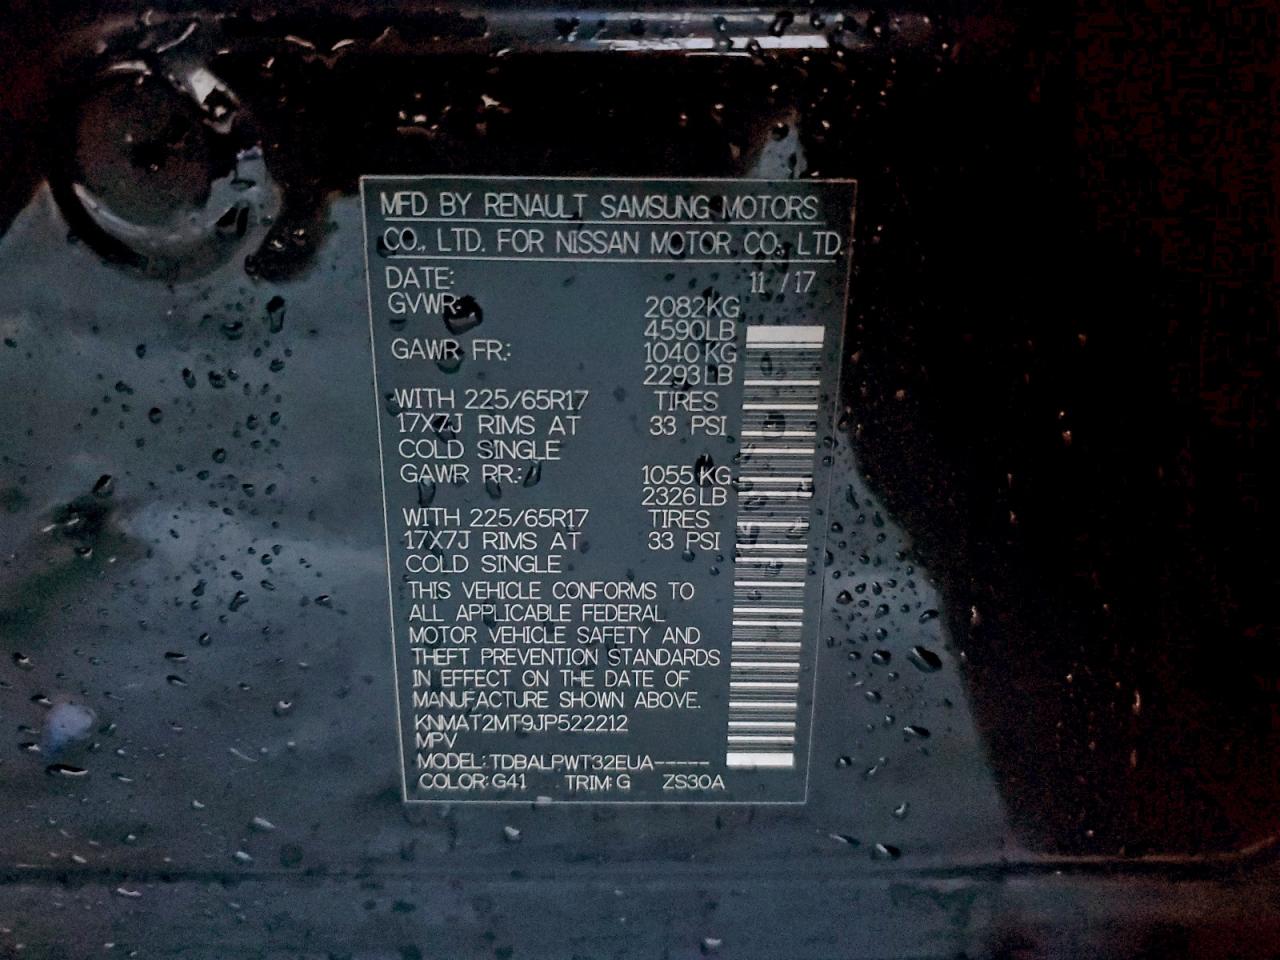 MFD BY RENAULT SAMSUNG MOTORS
CO., LTD. FOR NISSAN MOTOR CO., LTD.
DATE: 11 /17
GVWR: 2082KG
4590LB
GAWR FR.: 1040KG
2293LB
WITH 225/65R17 TIRES
17X7J RIMS AT 33 PSI
COLD SINGLE
GAWR RR.: 1055KG
2326LB
WITH 225/65R17 TIRES
17X7J RIMS AT 33 PSI
COLD SINGLE
THIS VEHICLE CONFORMS TO
ALL APPLICABLE FEDERAL
MOTOR VEHICLE SAFETY AND
THEFT PREVENTION STANDARDS
IN EFFECT ON THE DATE OF
MANUFACTURE SHOWN ABOVE.
KNMAT2MT9JP522212
MPV
MODEL: TDBALPWT32EUA-----
COLOR: G41 TRIM: G ZS30A